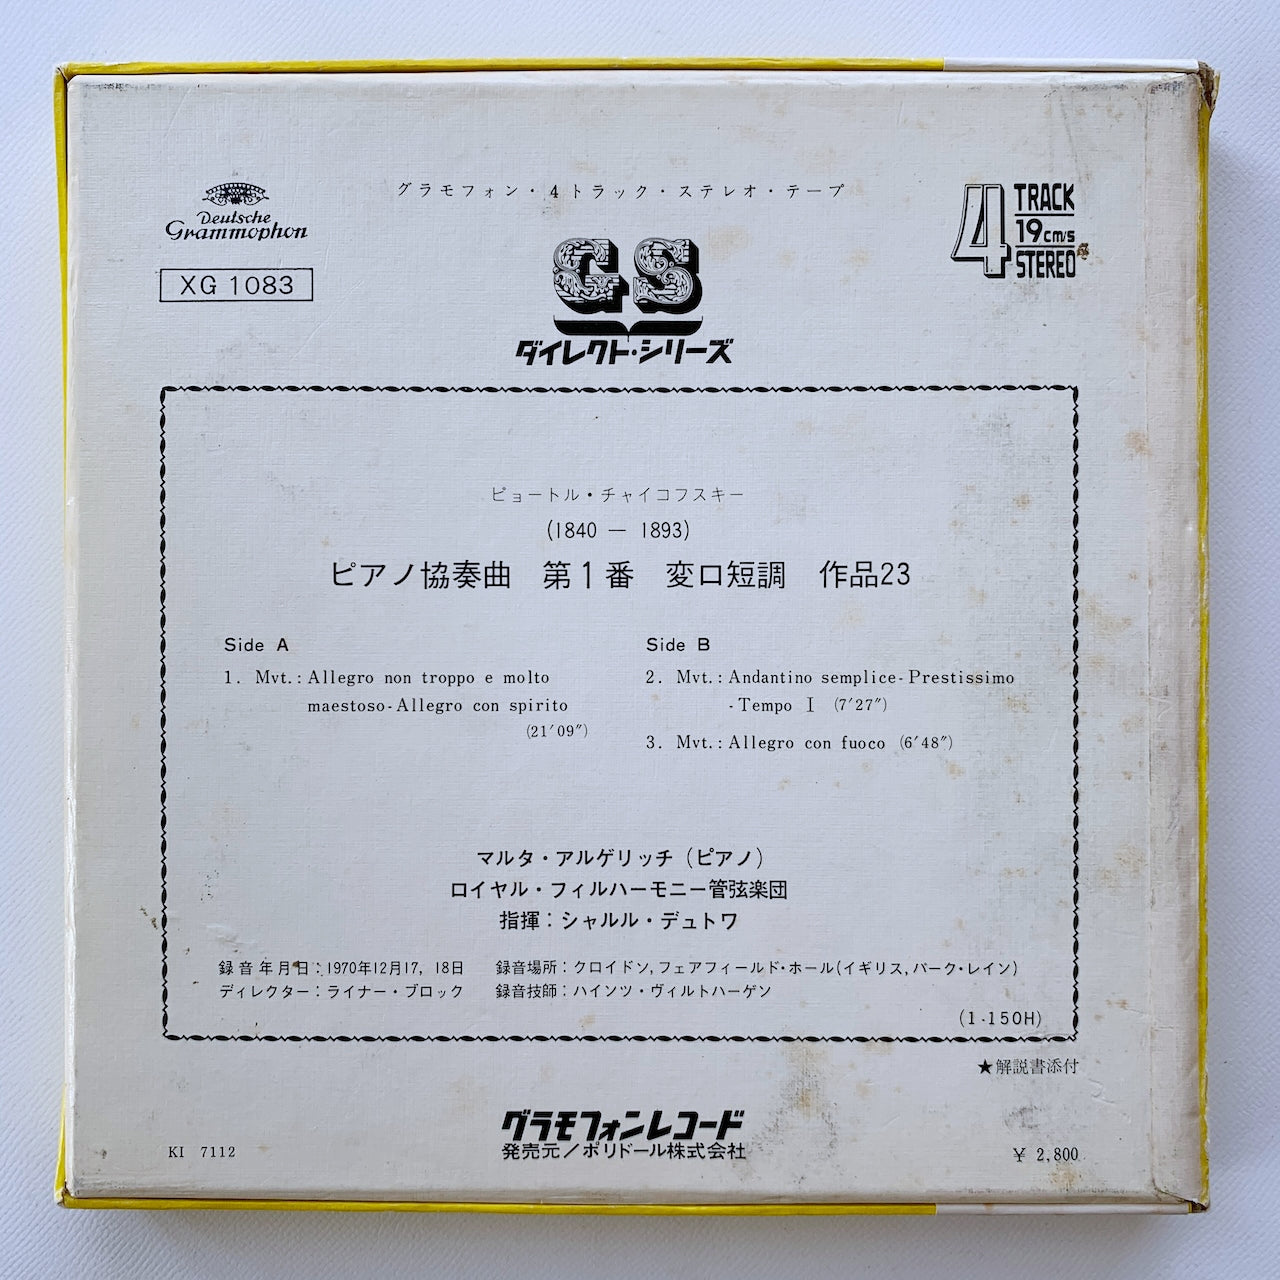 グラモフォン・4トラック・ステレオ・テープ
Deutsche
Grammophon
XG 1083
4 TRACK
19 cm/s
STEREO
GS
ダイレクト・シリーズ
ピョートル・チャイコフスキー
(1840 — 1893)
ピアノ協奏曲 第1番 変ロ短調 作品23
Side A
1. Mvt.: Allegro non troppo e molto
maestoso-Allegro con spirito
(21′09″)
Side B
2. Mvt.: Andantino semplice-Prestissimo
-Tempo I (7′27″)
3. Mvt.: Allegro con fuoco (6′48″)
マルタ・アルゲリッチ(ピアノ)
ロイヤル・フィルハーモニー管弦楽団
指揮:シャルル・デュトワ
録音年月日:1970年12月17, 18日 録音場所:クロイドン,フェアフィールド・ホール(イギリス,パーク・レイン)
ディレクター:ライナー・ブロック 録音技師:ハインツ・ヴィルトハーゲン
(1-150H)
★解説書添付
グラモフォンレコード
発売元/ポリドール株式会社
KI 7112
¥ 2,800